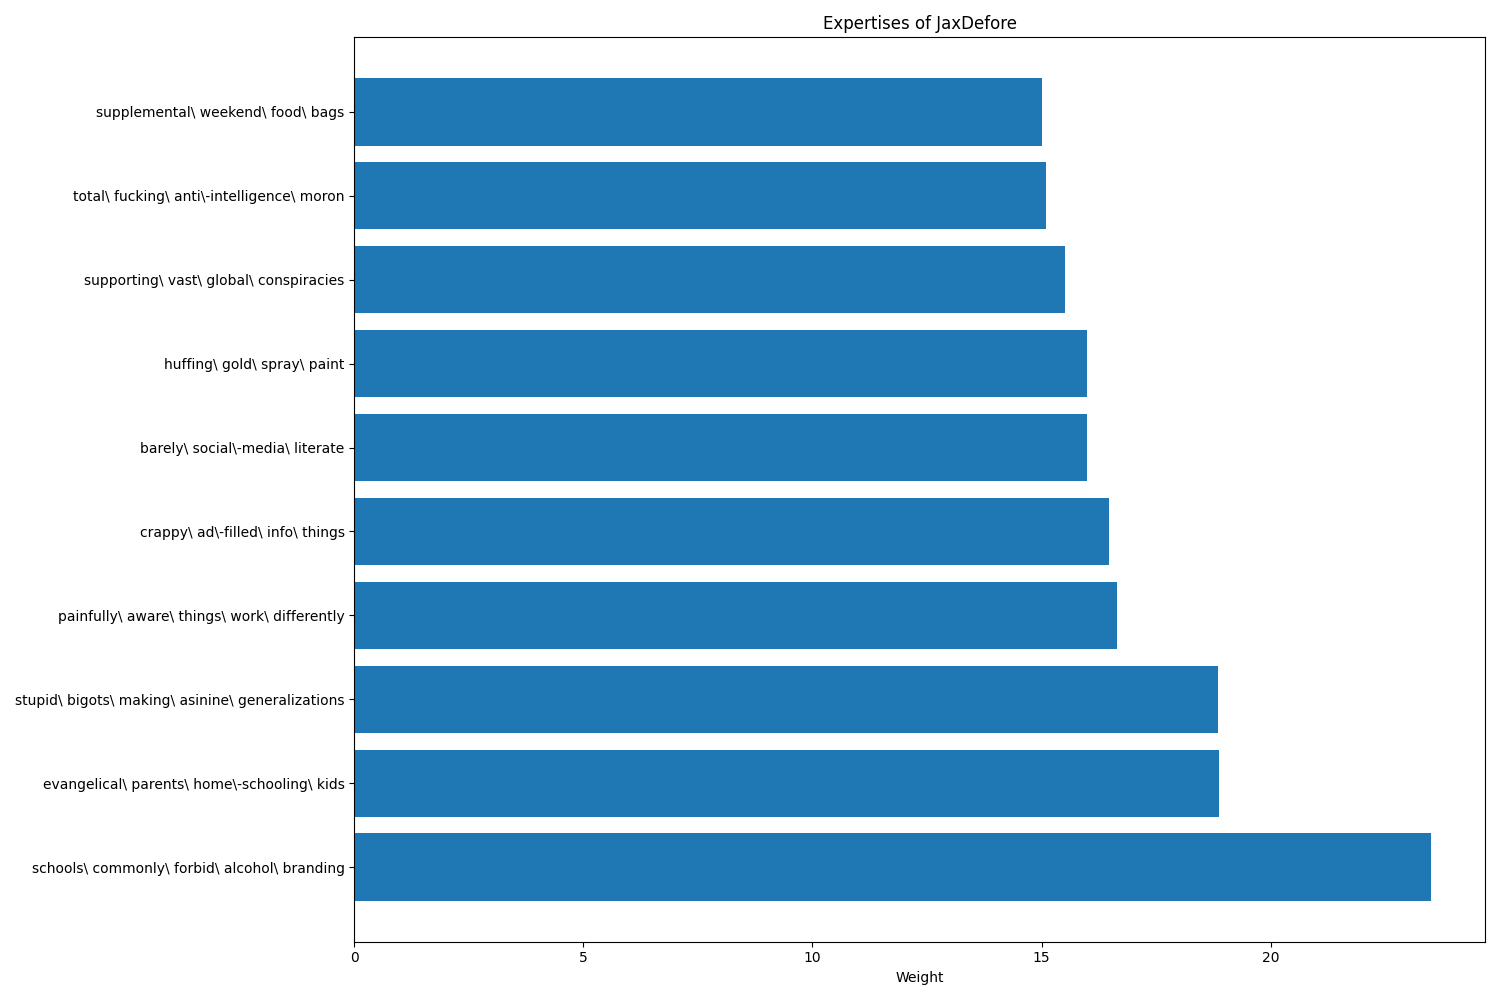 Expertises of JaxDefore
supplemental\ weekend\ food\ bags
total\ fucking\ anti\-intelligence\ moron
supporting\ vast\ global\ conspiracies
huffing\ gold\ spray\ paint
barely\ social\-media\ literate
crappy\ ad\-filled\ info\ things
painfully\ aware\ things\ work\ differently
stupid\ bigots\ making\ asinine\ generalizations
evangelical\ parents\ home\-schooling\ kids
schools\ commonly\ forbid\ alcohol\ branding
0 5 10 15 20
Weight